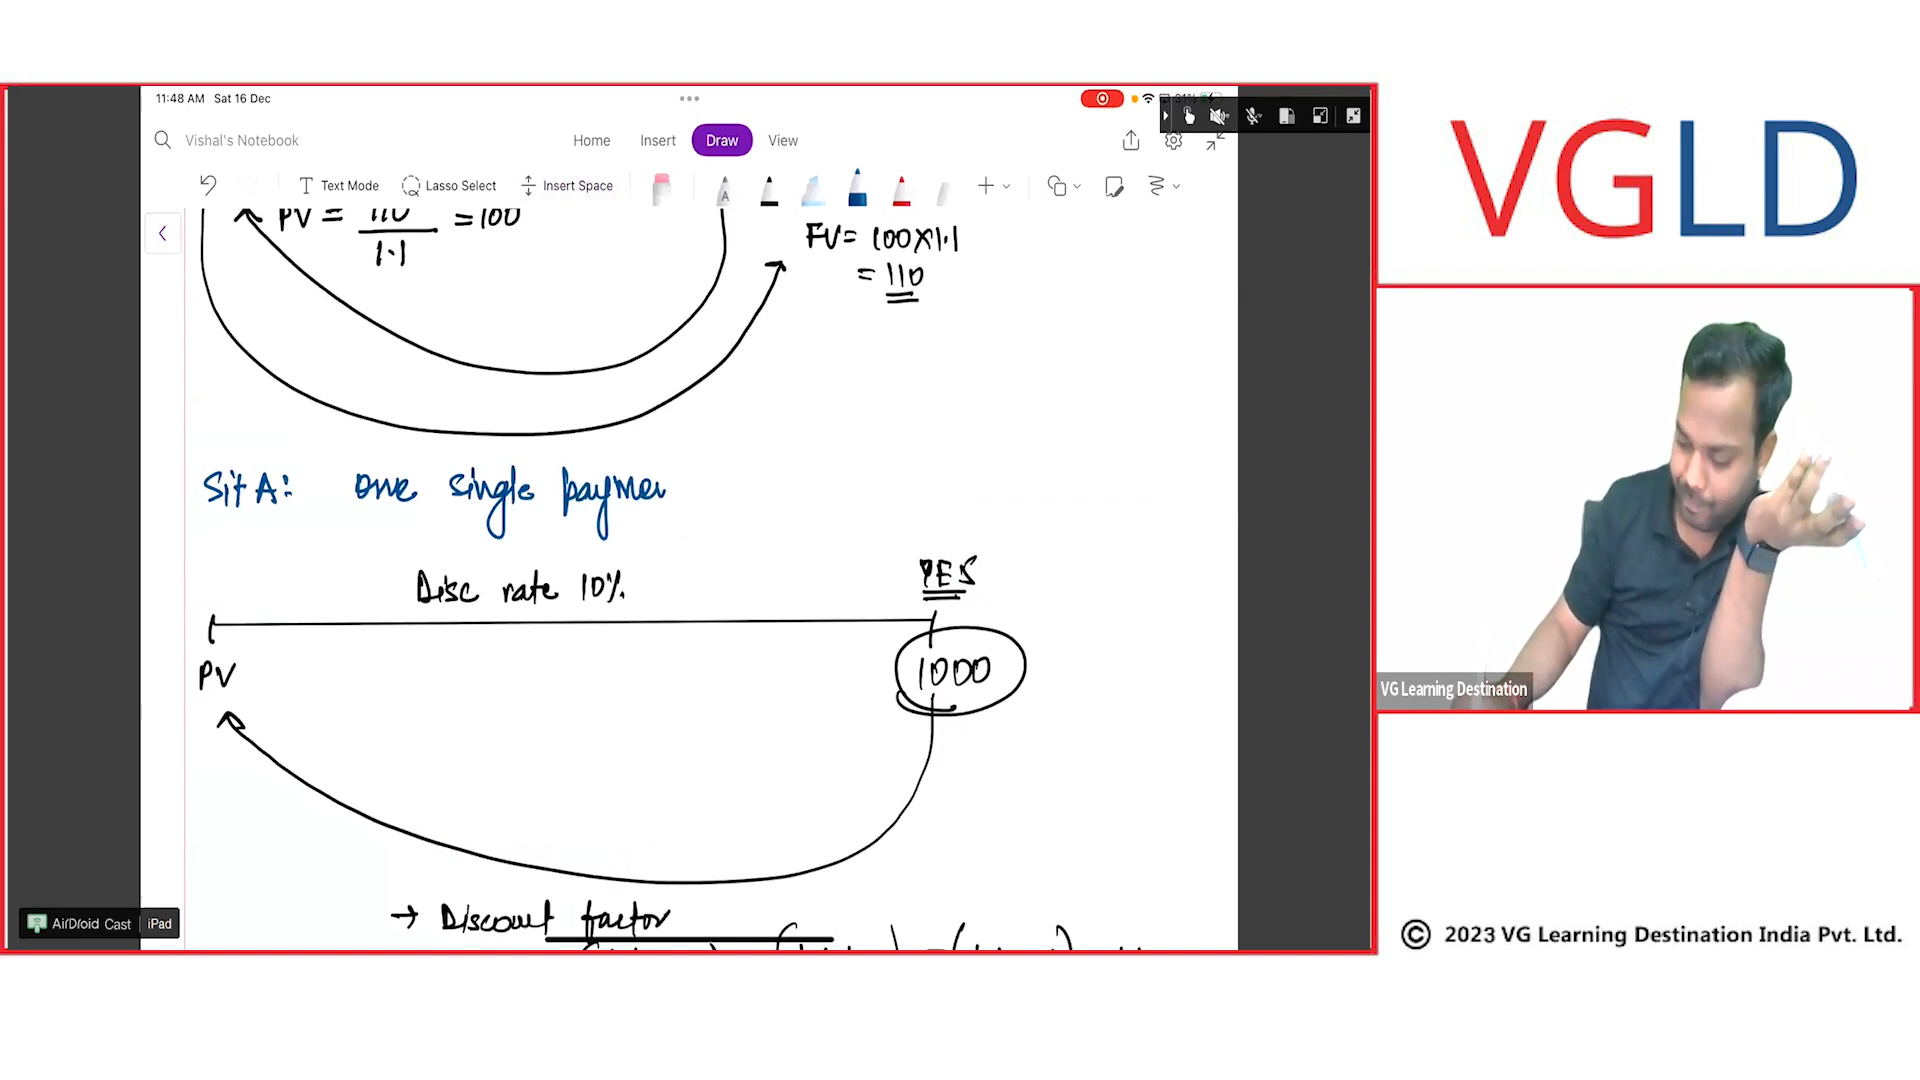 11:48 AM Sat 16 Dec
31%
Vishal's Notebook
Home Insert Draw View
Text Mode Lasso Select Insert Space
PV = 110 = 100
1.1
FV = 100×1.1
= 110
Sit A: one single paymen
Disc rate 10%
1000
PV
→ Discount factor
AirDroid Cast iPad
VGLD
VG Learning Destination
© 2023 VG Learning Destination India Pvt. Ltd.